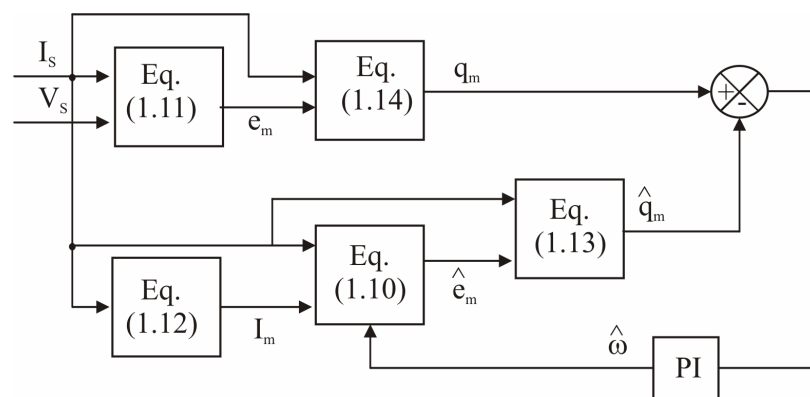 I_s
V_s
Eq.
(1.11)
e_m
Eq.
(1.14)
q_m
+
-
Eq.
(1.12)
I_m
Eq.
(1.10)
ê_m
Eq.
(1.13)
q̂_m
ω̂
PI